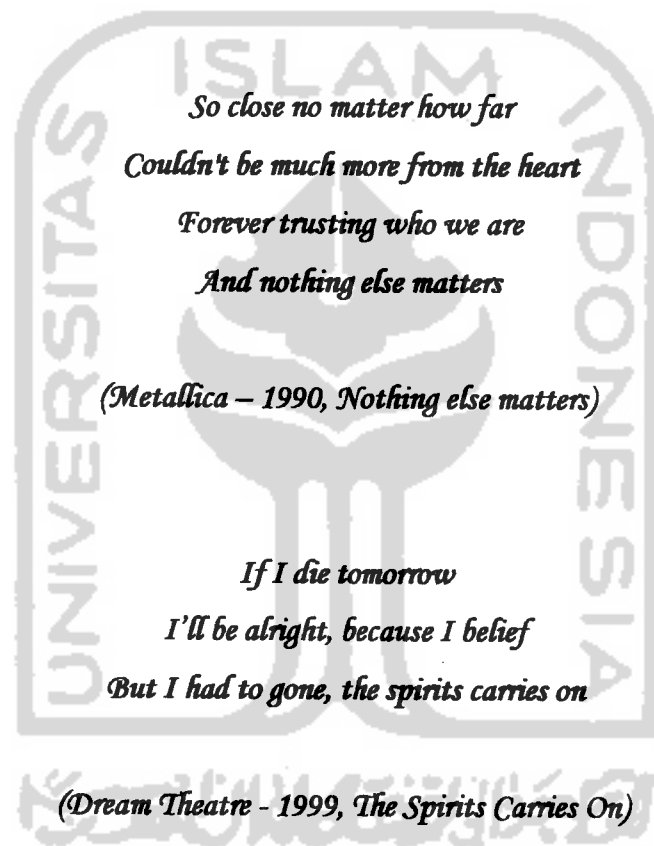 ISLAM
UNIVERSITAS
INDONESIA
So close no matter how far
Couldn't be much more from the heart
Forever trusting who we are
And nothing else matters
(Metallica – 1990, Nothing else matters)
If I die tomorrow
I'll be alright, because I belief
But I had to gone, the spirits carries on
(Dream Theatre - 1999, The Spirits Carries On)